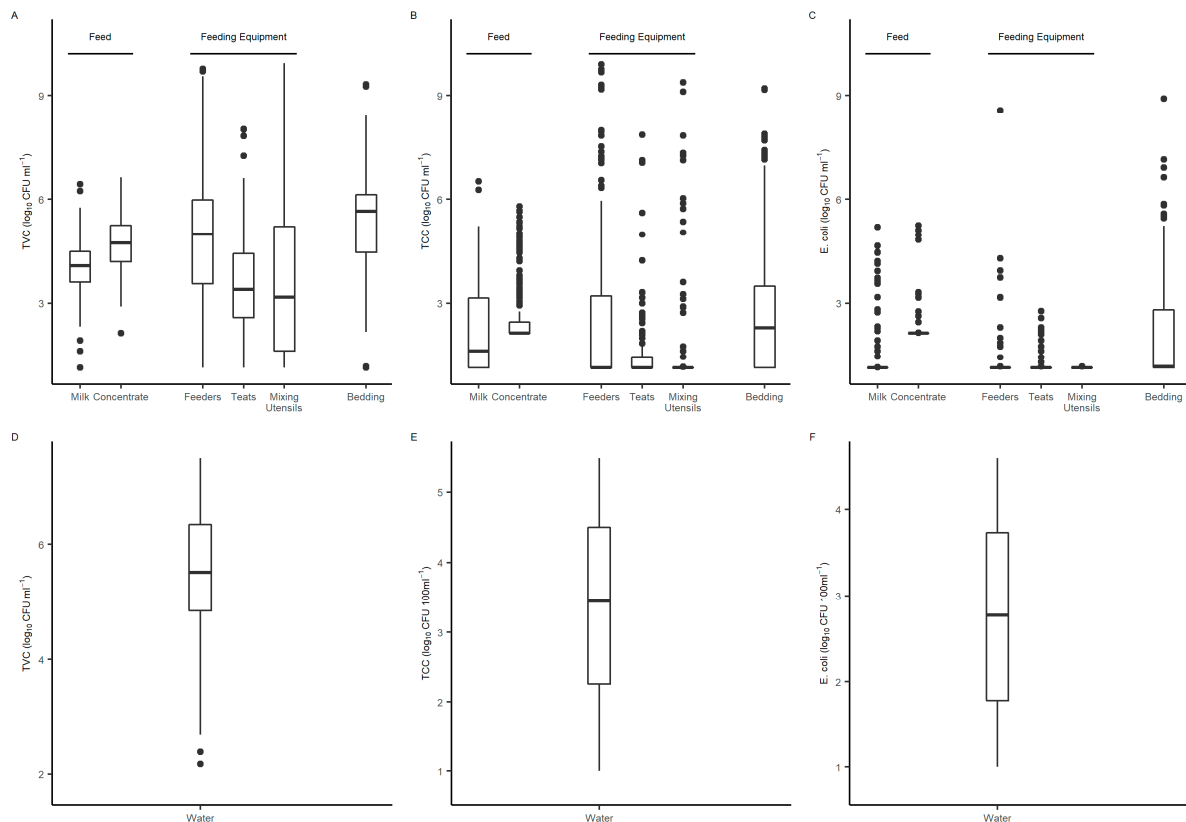 A
Feed Feeding Equipment
9
6
3
TVC (log₁₀ CFU ml⁻¹)
Milk Concentrate Feeders Teats Mixing Utensils Bedding
B
Feed Feeding Equipment
9
6
3
TCC (log₁₀ CFU ml⁻¹)
Milk Concentrate Feeders Teats Mixing Utensils Bedding
C
Feed Feeding Equipment
9
6
3
E. coli (log₁₀ CFU ml⁻¹)
Milk Concentrate Feeders Teats Mixing Utensils Bedding
D
6
4
2
TVC (log₁₀ CFU ml⁻¹)
Water
E
5
4
3
2
1
TCC (log₁₀ CFU 100ml⁻¹)
Water
F
4
3
2
1
E. coli (log₁₀ CFU 100ml⁻¹)
Water